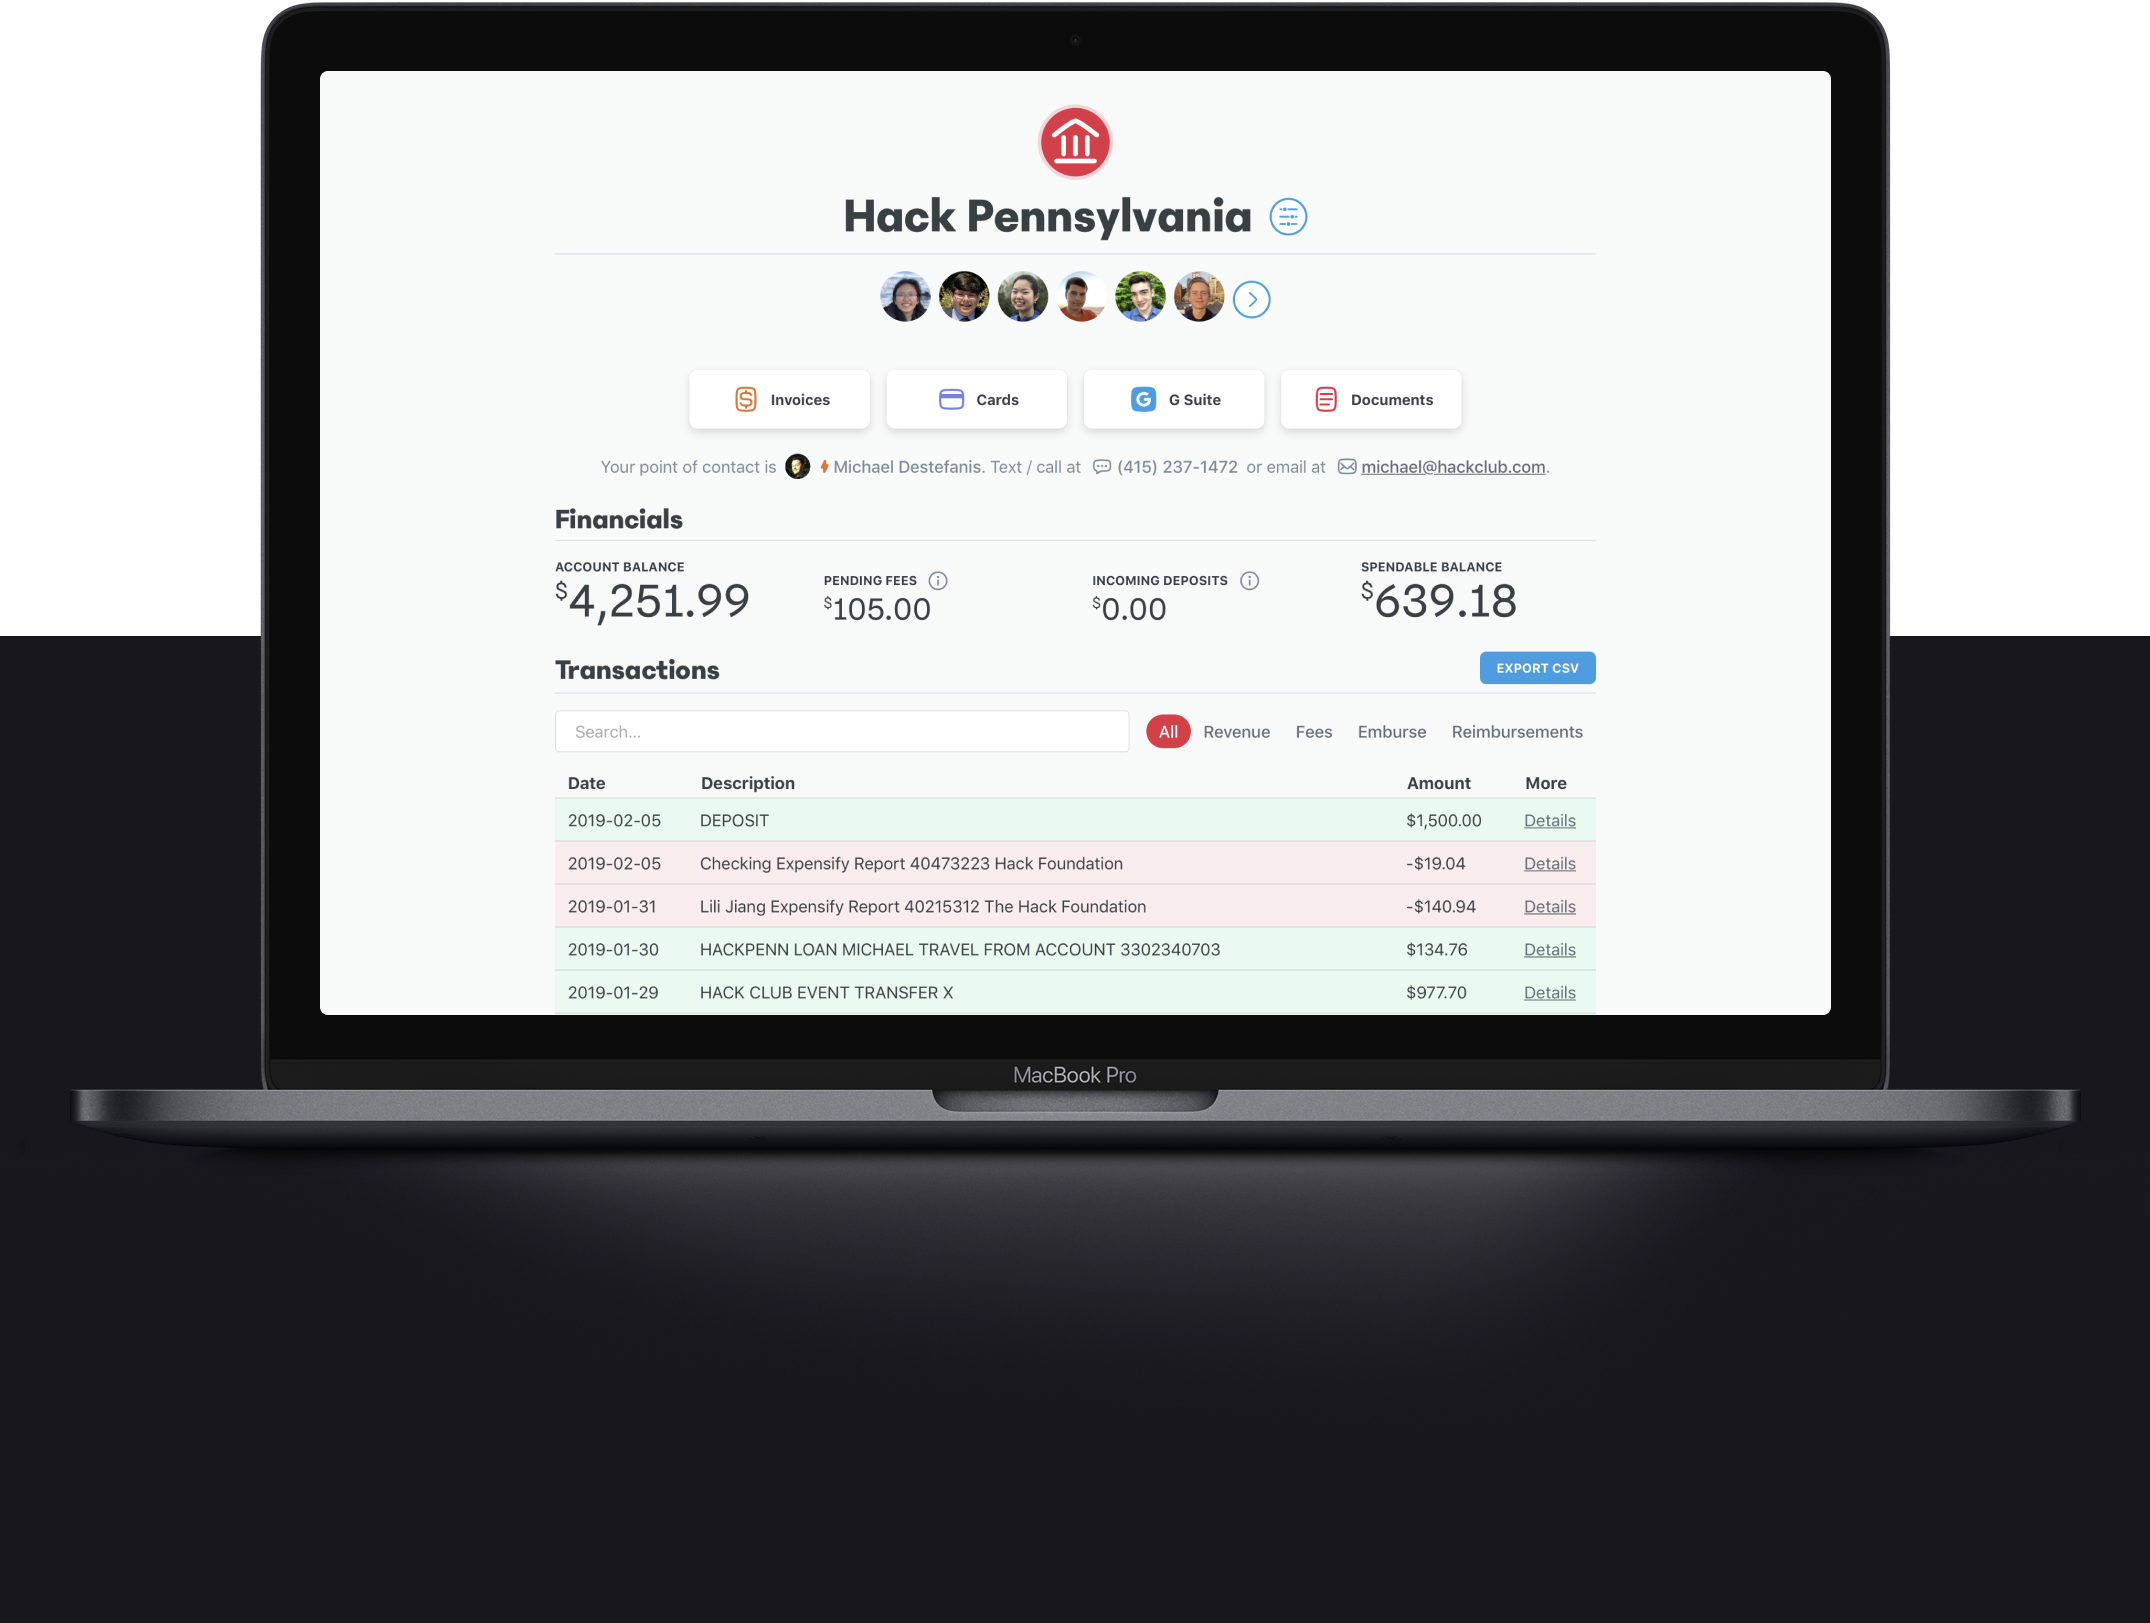 Hack Pennsylvania
Invoices
Cards
G Suite
Documents
Your point of contact is Michael Destefanis. Text / call at (415) 237-1472 or email at michael@hackclub.com.
Financials
ACCOUNT BALANCE
$4,251.99
PENDING FEES
$105.00
INCOMING DEPOSITS
$0.00
SPENDABLE BALANCE
$639.18
Transactions
EXPORT CSV
Search...
All Revenue Fees Emburse Reimbursements
Date Description Amount More
2019-02-05 DEPOSIT $1,500.00 Details
2019-02-05 Checking Expensify Report 40473223 Hack Foundation -$19.04 Details
2019-01-31 Lili Jiang Expensify Report 40215312 The Hack Foundation -$140.94 Details
2019-01-30 HACKPENN LOAN MICHAEL TRAVEL FROM ACCOUNT 3302340703 $134.76 Details
2019-01-29 HACK CLUB EVENT TRANSFER X $977.70 Details
MacBook Pro